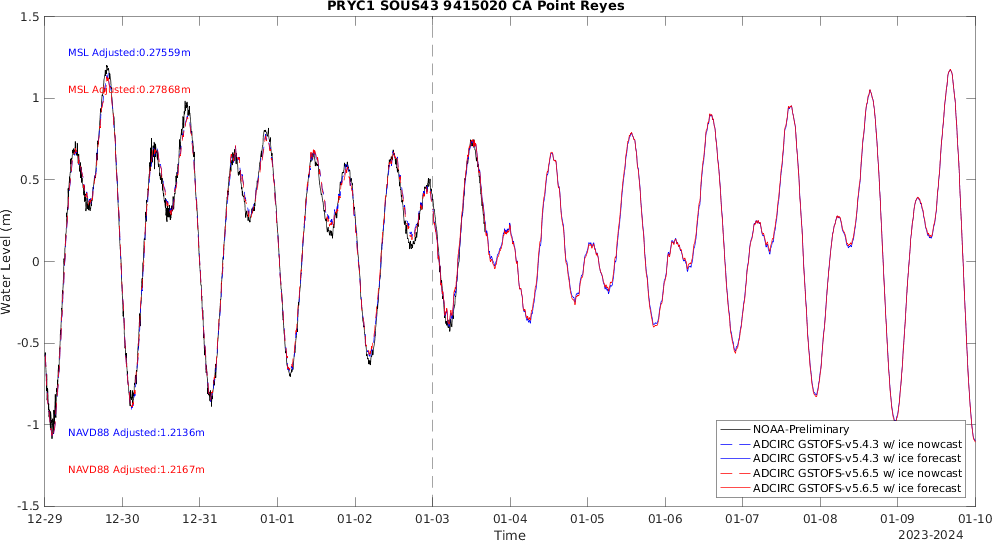 PRYC1 SOUS43 9415020 CA Point Reyes
1.5
MSL Adjusted:0.27559m
MSL Adjusted:0.27868m
1
0.5
Water Level (m)
0
-0.5
-1
NAVD88 Adjusted:1.2136m
NAVD88 Adjusted:1.2167m
-1.5
NOAA-Preliminary
ADCIRC GSTOFS-v5.4.3 w/ ice nowcast
ADCIRC GSTOFS-v5.4.3 w/ ice forecast
ADCIRC GSTOFS-v5.6.5 w/ ice nowcast
ADCIRC GSTOFS-v5.6.5 w/ ice forecast
12-29 12-30 12-31 01-01 01-02 01-03 01-04 01-05 01-06 01-07 01-08 01-09 01-10
Time
2023-2024